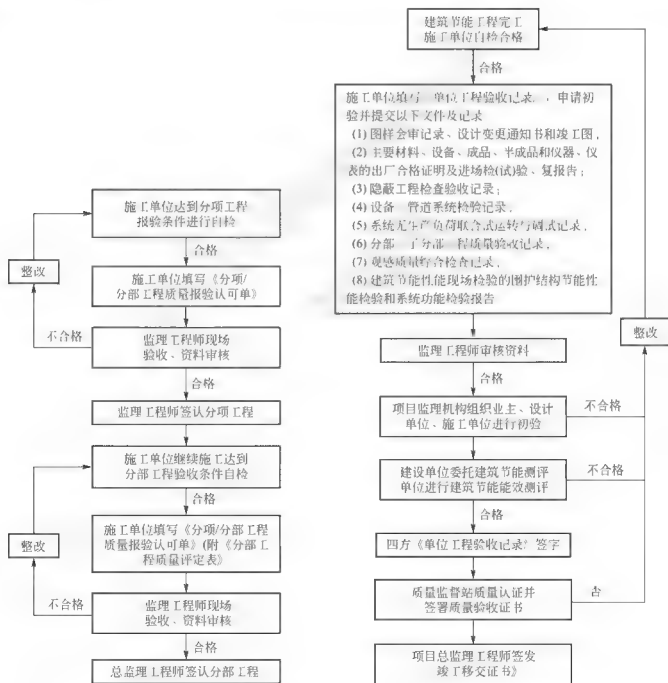 施工单位达到分项工程
报验条件进行自检
合格
整改
施工单位填写《分项/
分部工程质量报验认可单》
不合格
监理工程师现场
验收、资料审核
合格
监理工程师签认分项工程
施工单位继续施工达到
分部工程验收条件自检
合格
整改
施工单位填写《分项/分部工程
质量报验认可单》(附《分部工
程质量评定表》
不合格
监理工程师现场
验收、资料审核
合格
总监理工程师签认分部工程
建筑节能工程完工
施工单位自检合格
合格
施工单位填写 单位工程验收记录 ，申请初
验并提交以下文件及记录
(1) 图样会审记录、设计变更通知书和竣工图，
(2) 主要材料、设备、成品、半成品和仪器、仪
表的出厂合格证明及进场检(试)验、复报告；
(3) 隐蔽工程检查验收记录；
(4) 设备 管道系统检验记录，
(5) 系统无生产负荷联合试运转与调试记录，
(6) 分部 子分部 程质量验收记录，
(7) 观感质量综合检查记录，
(8) 建筑节能性能现场检验的围护结构节能性
能检验和系统功能检验报告
整改
监理工程师审核资料
合格
项目监理机构组织业主、设计
单位、施工单位进行初验
不合格
合格
建设单位委托建筑节能测评
单位进行建筑节能能效测评
不合格
合格
四方《单位工程验收记录》签字
质量监督站质量认证并
签署质量验收证书
否
项目总监理工程师签发
竣工移交证书》